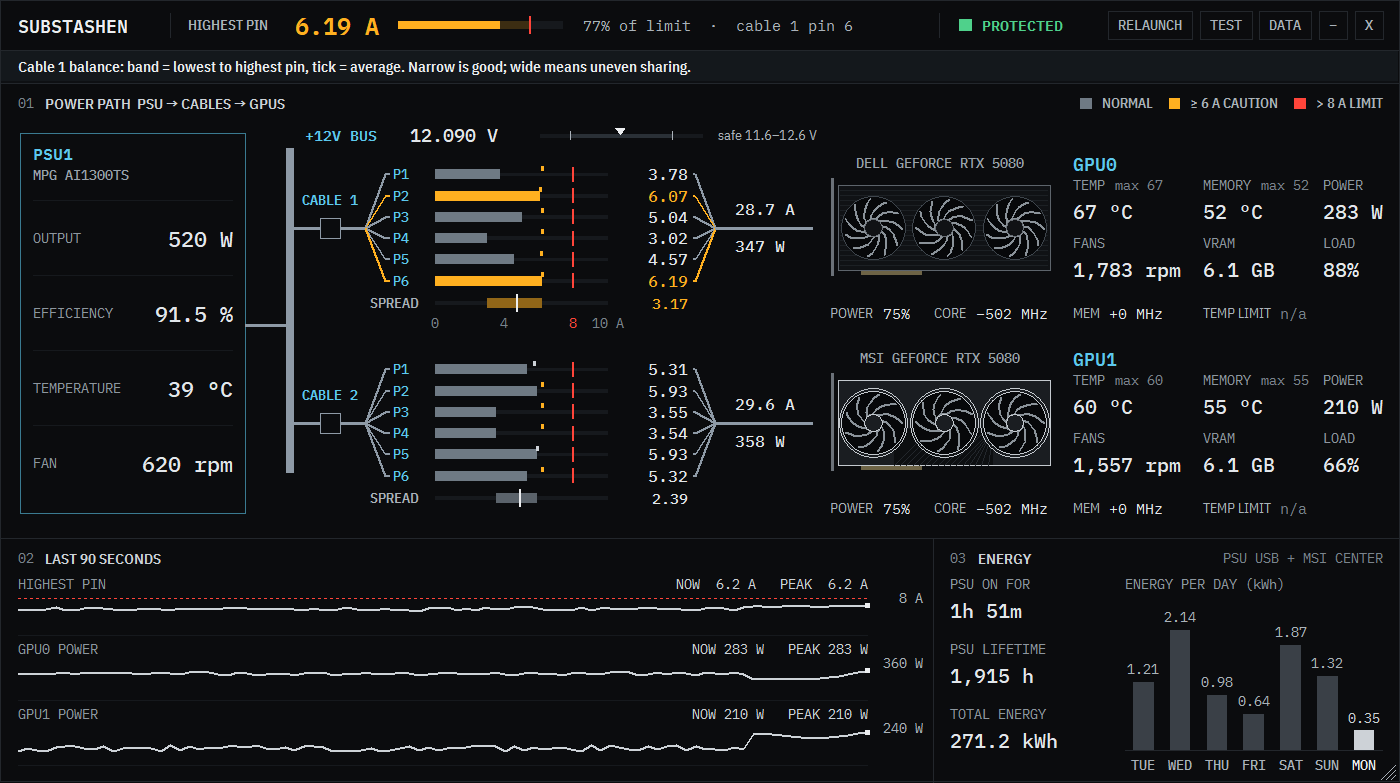 SUBSTASHEN HIGHEST PIN 6.19 A 77% of limit · cable 1 pin 6 PROTECTED RELAUNCH TEST DATA − X
Cable 1 balance: band = lowest to highest pin, tick = average. Narrow is good; wide means uneven sharing.
01 POWER PATH PSU → CABLES → GPUS NORMAL ≥ 6 A CAUTION > 8 A LIMIT
PSU1
MPG AI1300TS
OUTPUT 520 W
EFFICIENCY 91.5 %
TEMPERATURE 39 °C
FAN 620 rpm
+12V BUS 12.090 V safe 11.6–12.6 V
CABLE 1
P1 3.78
P2 6.07
P3 5.04
P4 3.02
P5 4.57
P6 6.19
SPREAD 3.17
0 4 8 10 A
28.7 A
347 W
CABLE 2
P1 5.31
P2 5.93
P3 3.55
P4 3.54
P5 5.93
P6 5.32
SPREAD 2.39
29.6 A
358 W
DELL GEFORCE RTX 5080
GPU0
TEMP max 67 MEMORY max 52 POWER
67 °C 52 °C 283 W
FANS VRAM LOAD
1,783 rpm 6.1 GB 88%
POWER 75% CORE −502 MHz MEM +0 MHz TEMP LIMIT n/a
MSI GEFORCE RTX 5080
GPU1
TEMP max 60 MEMORY max 55 POWER
60 °C 55 °C 210 W
FANS VRAM LOAD
1,557 rpm 6.1 GB 66%
POWER 75% CORE −502 MHz MEM +0 MHz TEMP LIMIT n/a
02 LAST 90 SECONDS
HIGHEST PIN NOW 6.2 A PEAK 6.2 A
8 A
GPU0 POWER NOW 283 W PEAK 283 W
360 W
GPU1 POWER NOW 210 W PEAK 210 W
240 W
03 ENERGY PSU USB + MSI CENTER
PSU ON FOR
1h 51m
PSU LIFETIME
1,915 h
TOTAL ENERGY
271.2 kWh
ENERGY PER DAY (kWh)
1.21 2.14 0.98 0.64 1.87 1.32 0.35
TUE WED THU FRI SAT SUN MON